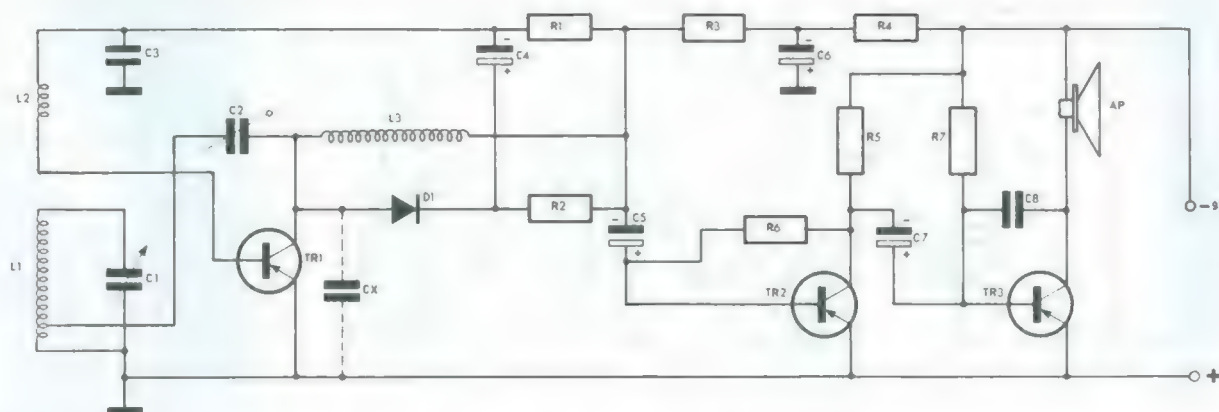 R1
R3
R4
C3
C4
C6
L2
C2
L3
R5
R7
AP
D1
R2
C5
C8
-9
L1
C1
R6
C7
TR1
CX
TR2
TR3
+